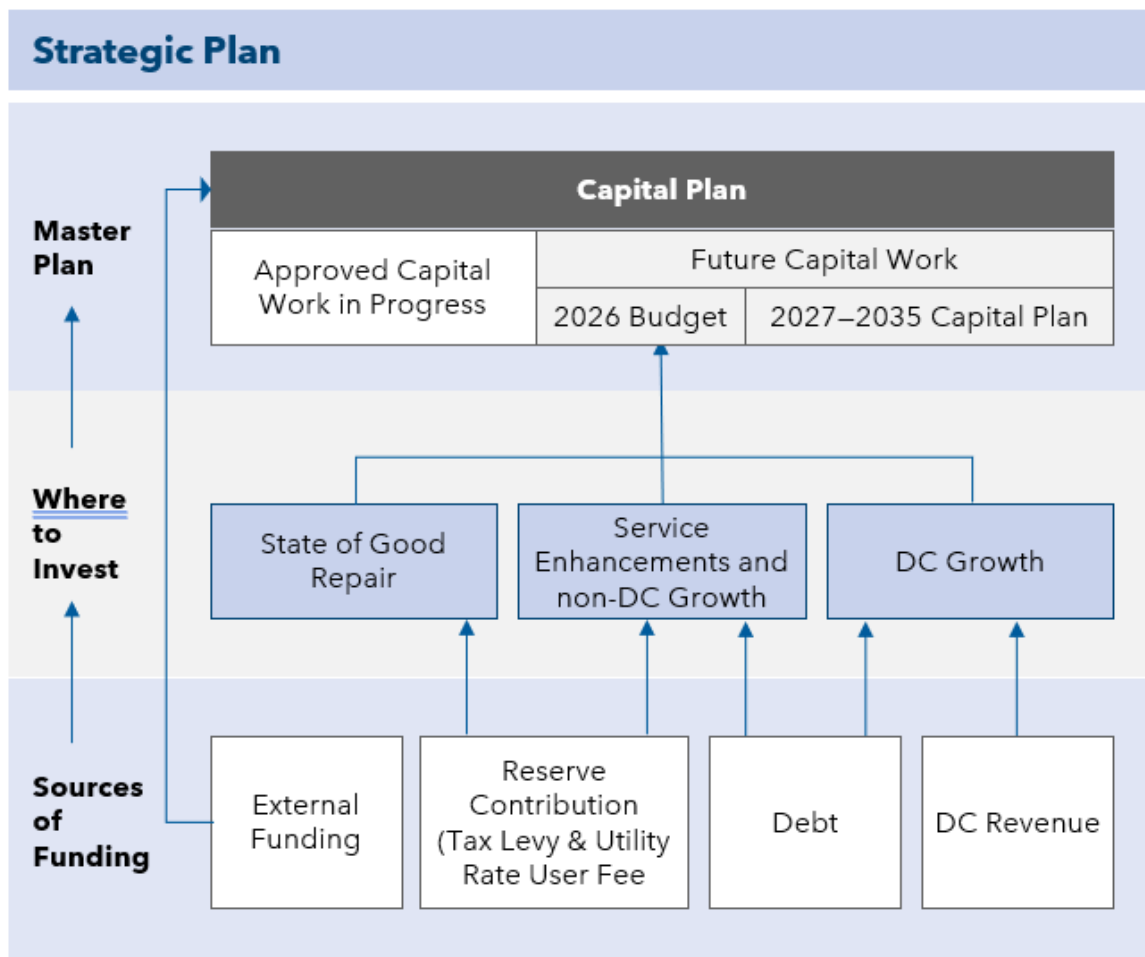 Strategic Plan
Master
Plan
Capital Plan
Approved Capital
Work in Progress
Future Capital Work
2026 Budget
2027–2035 Capital Plan
Where
to
Invest
State of Good
Repair
Service
Enhancements and
non-DC Growth
DC Growth
Sources
of
Funding
External
Funding
Reserve
Contribution
(Tax Levy & Utility
Rate User Fee
Debt
DC Revenue